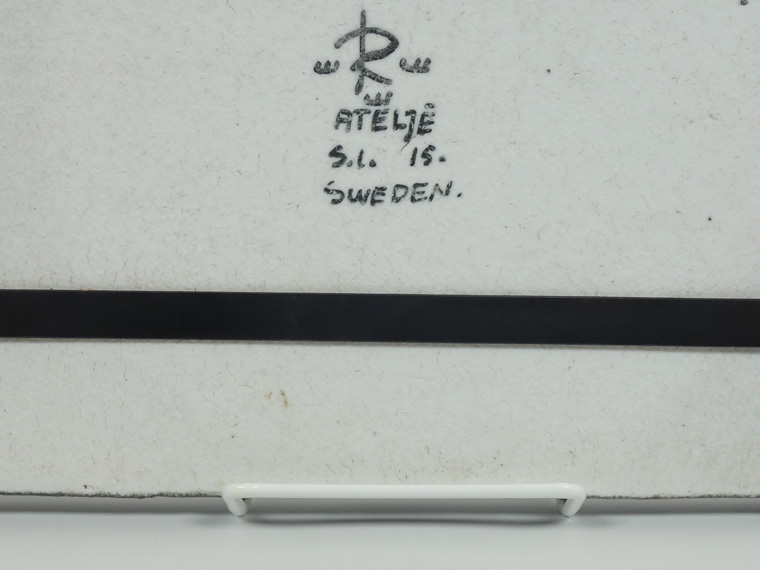 R
ATELJÉ
S.I. 15.
SWEDEN.